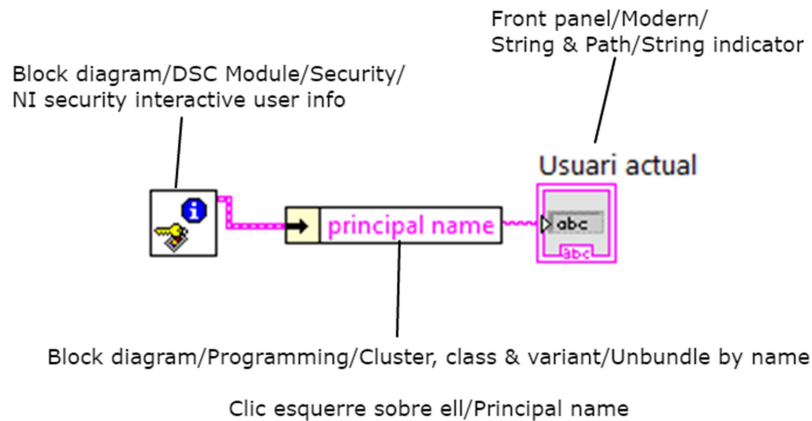 Front panel/Modern/
String & Path/String indicator
Block diagram/DSC Module/Security/
NI security interactive user info
Usuari actual
i
principal name
abc
abc
Block diagram/Programming/Cluster, class & variant/Unbundle by name
Clic esquerre sobre ell/Principal name